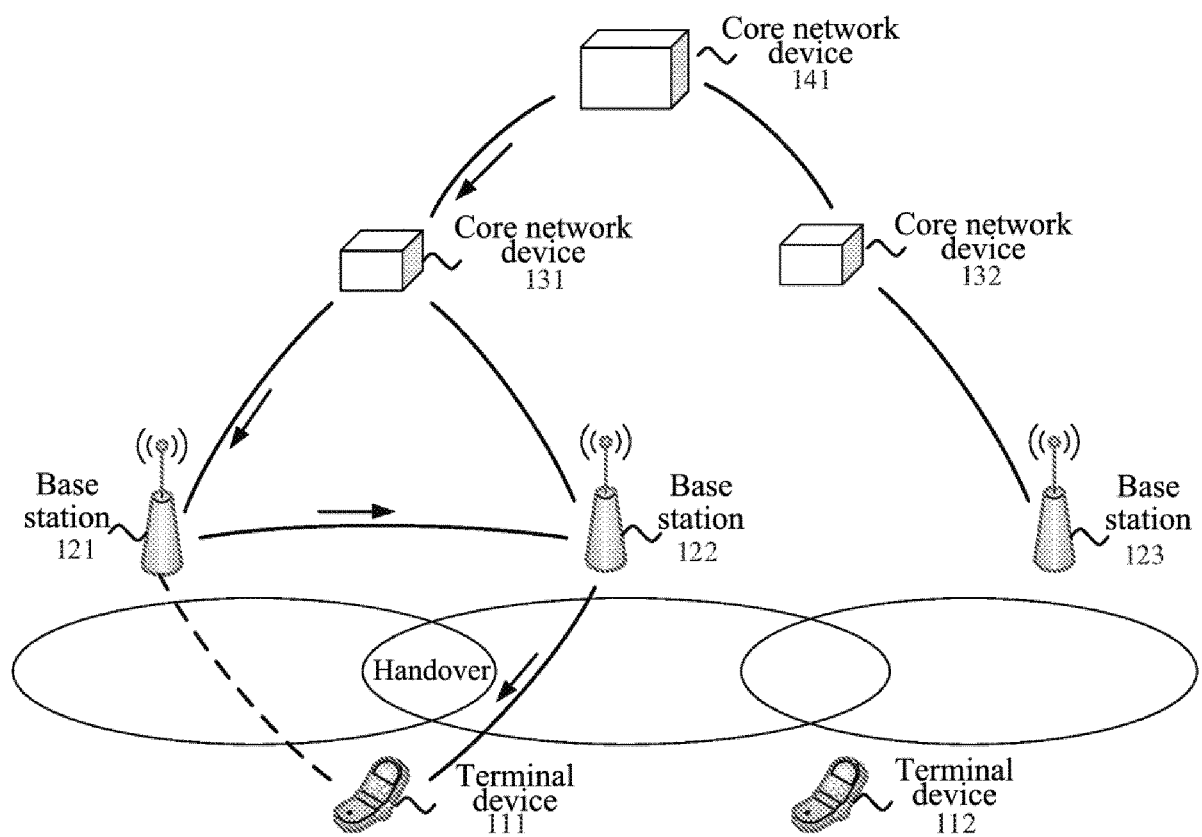 Core network
device
141
Core network
device
131
Core network
device
132
Base
station
121
Base
station
122
Base
station
123
Handover
Terminal
device
111
Terminal
device
112